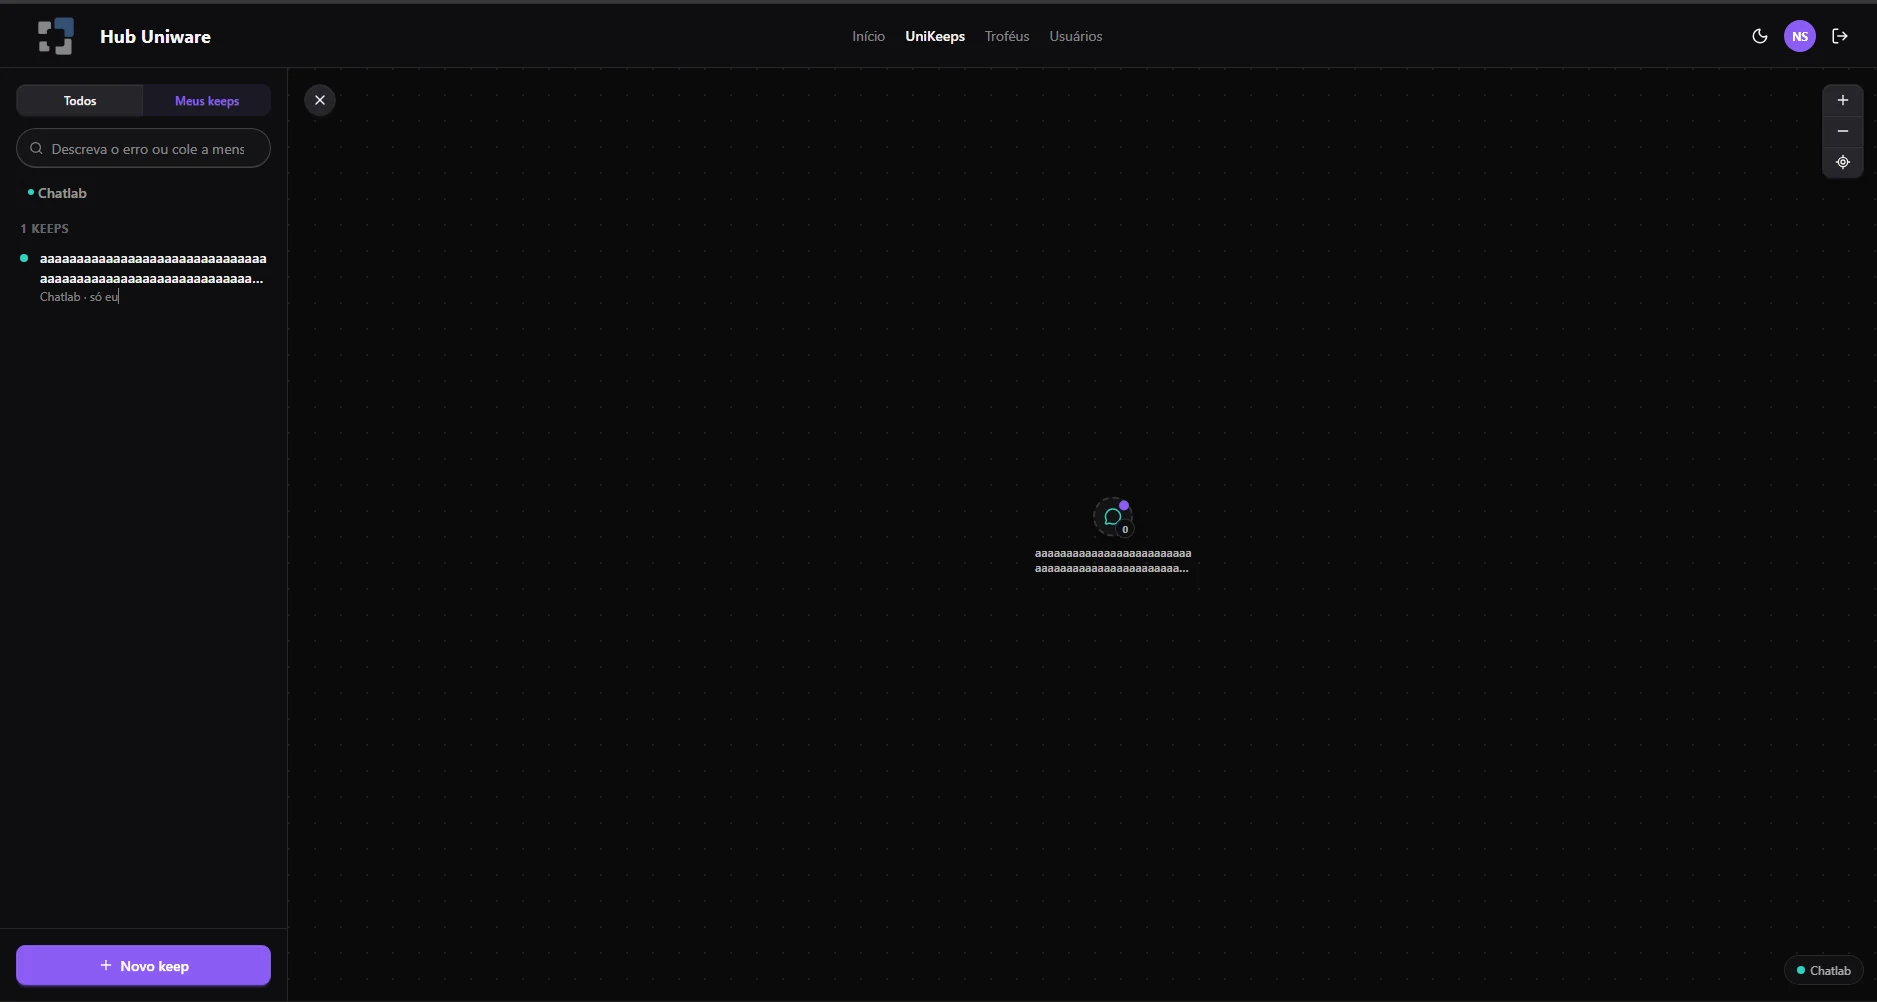 Hub Uniware
Início
UniKeeps
Troféus
Usuários
NS
Todos
Meus keeps
Descreva o erro ou cole a mens
Chatlab
1 KEEPS
aaaaaaaaaaaaaaaaaaaaaaaaaaaaaaa
aaaaaaaaaaaaaaaaaaaaaaaaaaaaa...
Chatlab · só eu
0
aaaaaaaaaaaaaaaaaaaaaaaaa
aaaaaaaaaaaaaaaaaaaaaaa...
+ Novo keep
Chatlab